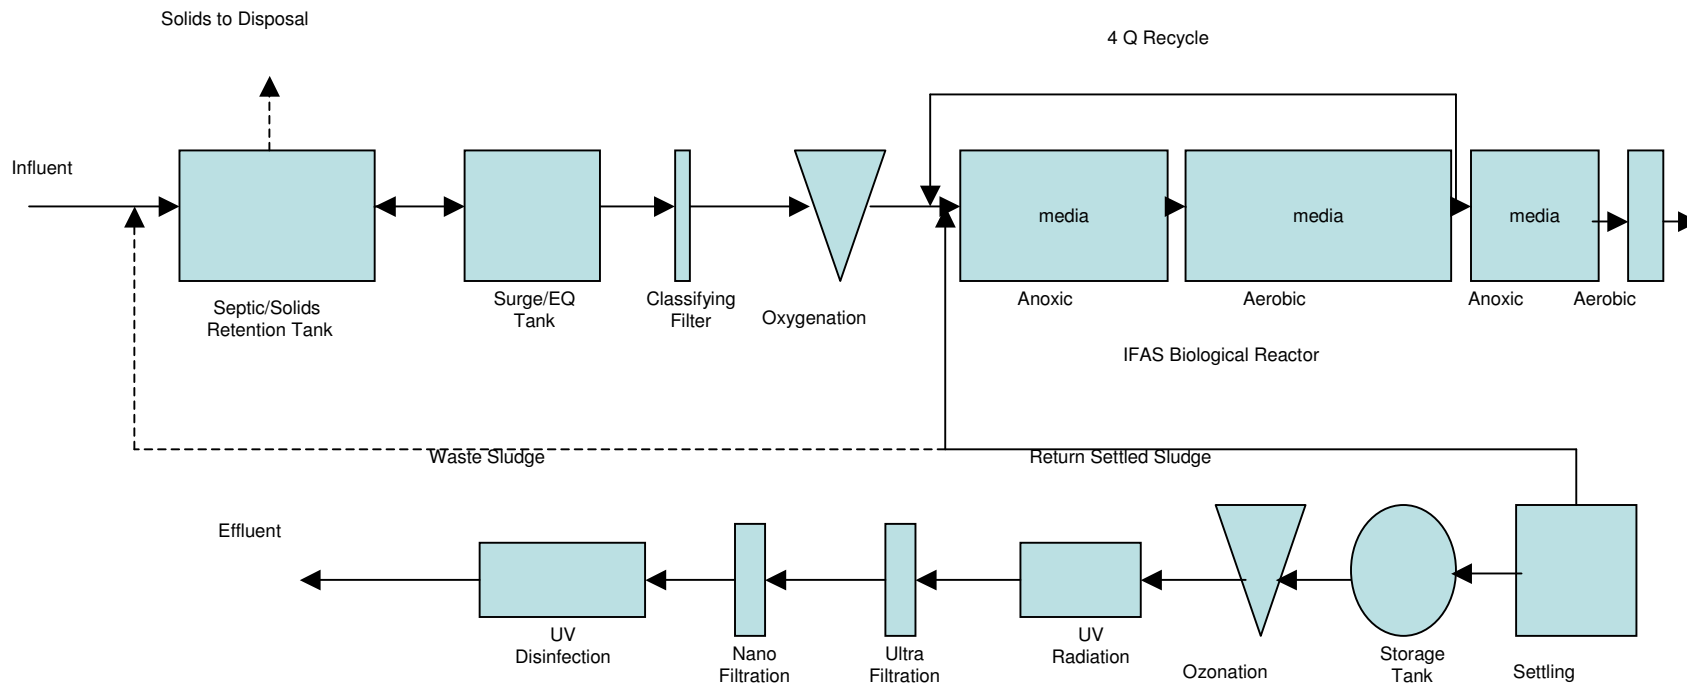 Solids to Disposal
4 Q Recycle
Influent
media
media
media
Septic/Solids
Retention Tank
Surge/EQ
Tank
Classifying
Filter
Oxygenation
Anoxic
Aerobic
Anoxic
Aerobic
IFAS Biological Reactor
Waste Sludge
Return Settled Sludge
Effluent
UV
Disinfection
Nano
Filtration
Ultra
Filtration
UV
Radiation
Ozonation
Storage
Tank
Settling